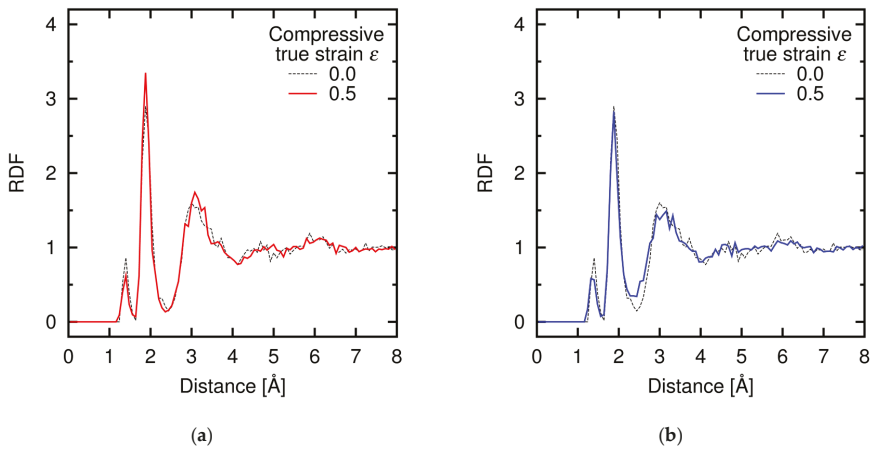 Compressive
true strain ε
0.0
0.5
RDF
4
3
2
1
0
0 1 2 3 4 5 6 7 8
Distance [Å]
(a)
Compressive
true strain ε
0.0
0.5
RDF
4
3
2
1
0
0 1 2 3 4 5 6 7 8
Distance [Å]
(b)